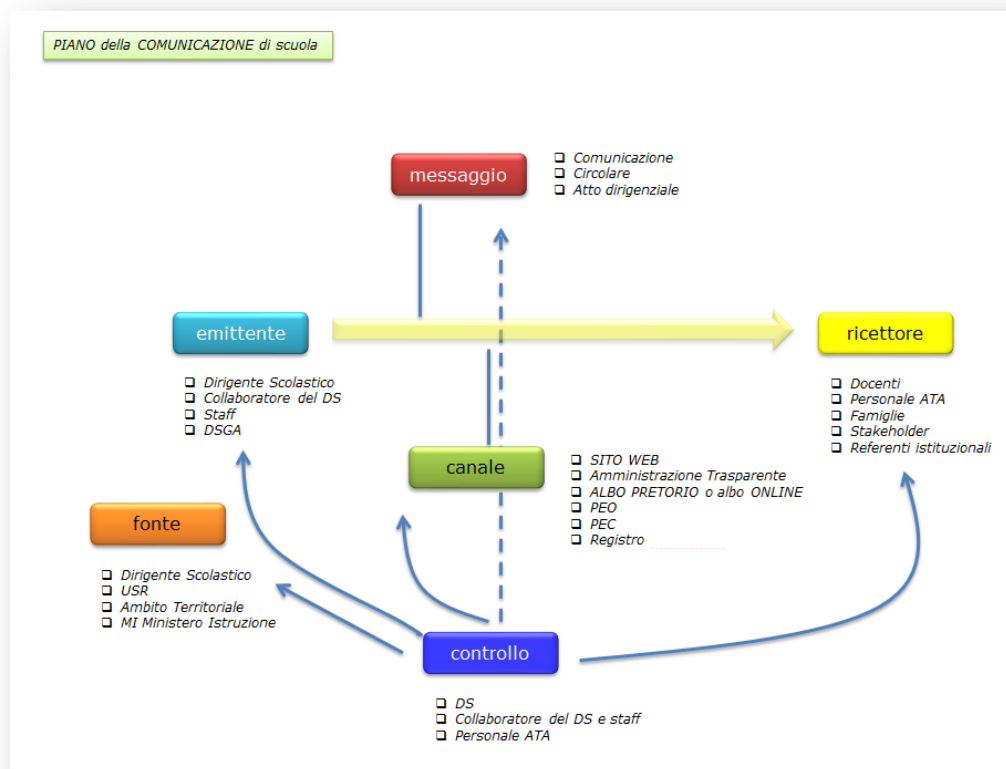 PIANO della COMUNICAZIONE di scuola
messaggio
❑ Comunicazione
❑ Circolare
❑ Atto dirigenziale
emittente
❑ Dirigente Scolastico
❑ Collaboratore del DS
❑ Staff
❑ DSGA
ricettore
❑ Docenti
❑ Personale ATA
❑ Famiglie
❑ Stakeholder
❑ Referenti istituzionali
canale
❑ SITO WEB
❑ Amministrazione Trasparente
❑ ALBO PRETORIO o albo ONLINE
❑ PEO
❑ PEC
❑ Registro
fonte
❑ Dirigente Scolastico
❑ USR
❑ Ambito Territoriale
❑ MI Ministero Istruzione
controllo
❑ DS
❑ Collaboratore del DS e staff
❑ Personale ATA